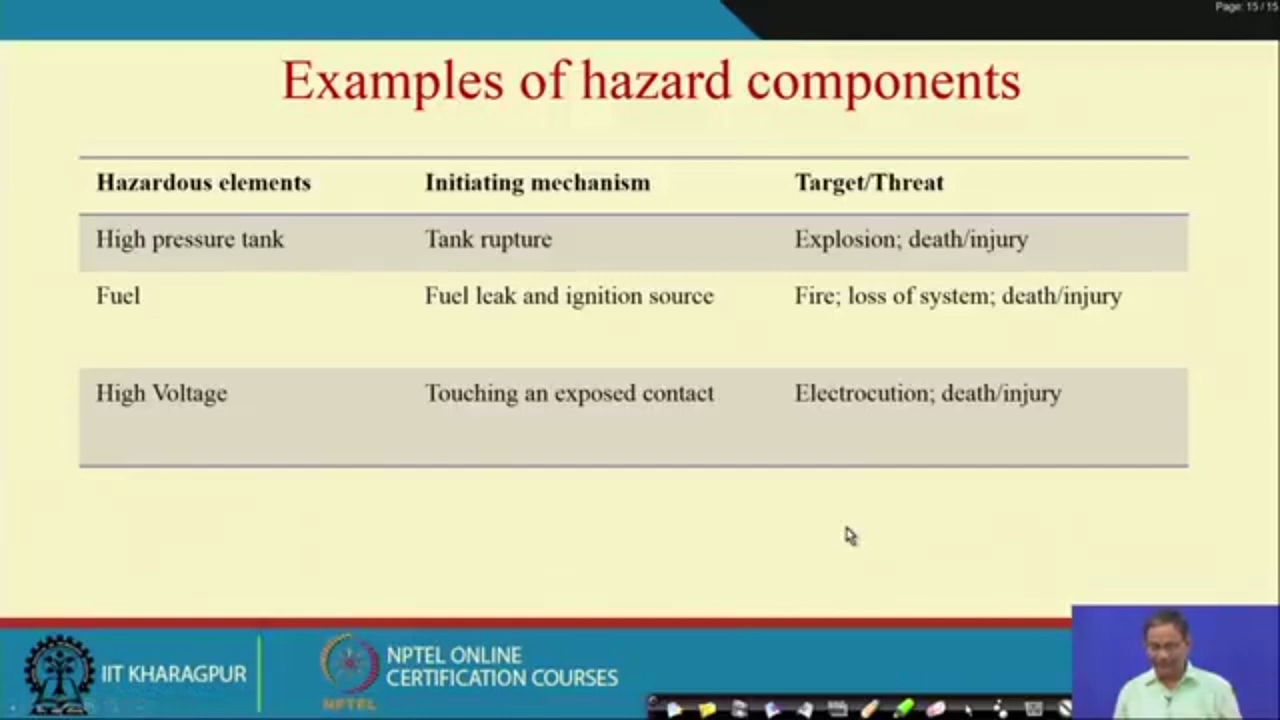 Page: 15 / 15
Examples of hazard components
Hazardous elements Initiating mechanism Target/Threat
High pressure tank Tank rupture Explosion; death/injury
Fuel Fuel leak and ignition source Fire; loss of system; death/injury
High Voltage Touching an exposed contact Electrocution; death/injury
IIT KHARAGPUR
NPTEL
NPTEL ONLINE
CERTIFICATION COURSES